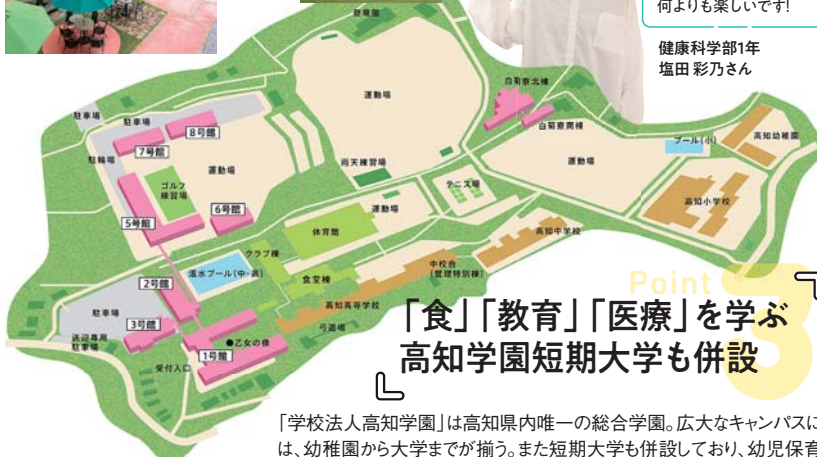 何よりも楽しいです!
健康科学部1年
塩田 彩乃さん
登竜園
運動場
白菊寮北棟
白菊寮南棟
プール(小)
高知幼稚園
駐車場
駐車場
8号館
7号館
駐輪場
運動場
雨天練習場
運動場
ゴルフ
練習場
テニス場
高知小学校
5号館
6号館
運動場
体育館
高知中学校
クラブ棟
中校舎
(管理特別棟)
2号館
温水プール(中・高)
食堂棟
駐車場
高知高等学校
3号館
弓道場
送迎専用
駐車場
●乙女の像
1号館
受付入口
Point
3
「食」「教育」「医療」を学ぶ
高知学園短期大学も併設
「学校法人高知学園」は高知県内唯一の総合学園。広大なキャンパスに
は、幼稚園から大学までが揃う。また短期大学も併設しており、幼児保育